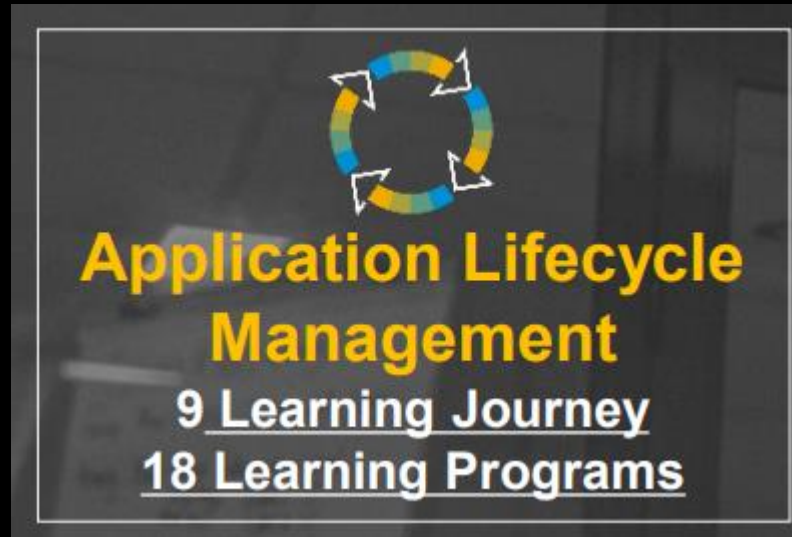 Application Lifecycle
Management
9 Learning Journey
18 Learning Programs